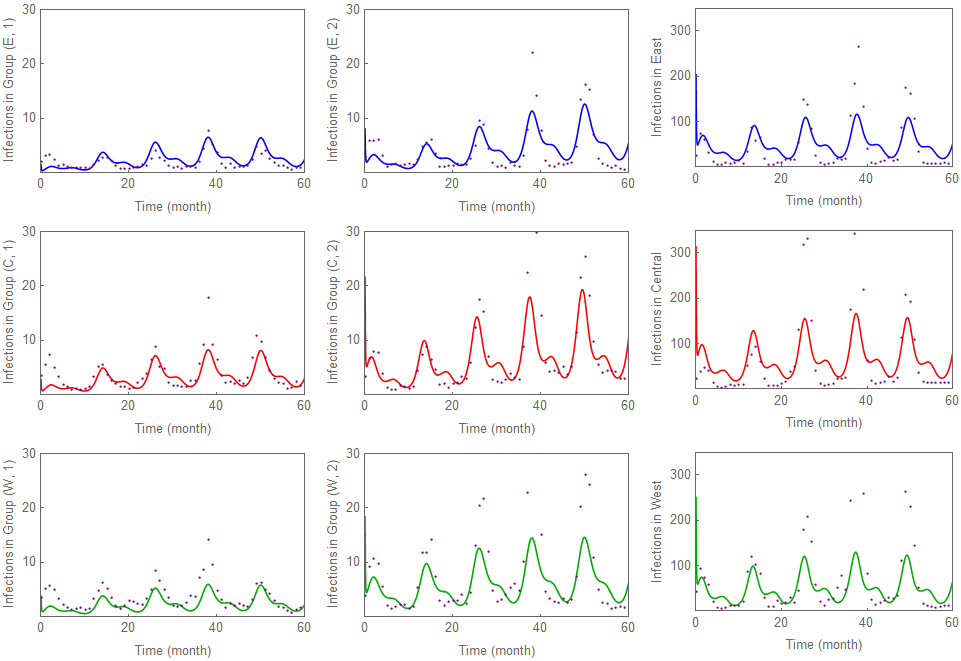 Infections in Group (E, 1)
30
20
10
0 20 40 60
Time (month)
Infections in Group (E, 2)
30
20
10
0 20 40 60
Time (month)
Infections in East
300
200
100
0 20 40 60
Time (month)
Infections in Group (C, 1)
30
20
10
0 20 40 60
Time (month)
Infections in Group (C, 2)
30
20
10
0 20 40 60
Time (month)
Infections in Central
300
200
100
0 20 40 60
Time (month)
Infections in Group (W, 1)
30
20
10
0 20 40 60
Time (month)
Infections in Group (W, 2)
30
20
10
0 20 40 60
Time (month)
Infections in West
300
200
100
0 20 40 60
Time (month)